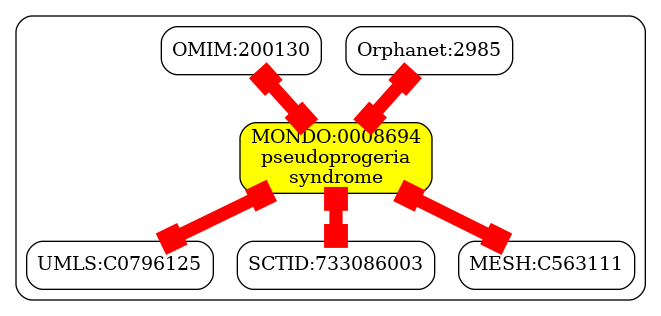 OMIM:200130
Orphanet:2985
MONDO:0008694
pseudoprogeria
syndrome
UMLS:C0796125
SCTID:733086003
MESH:C563111